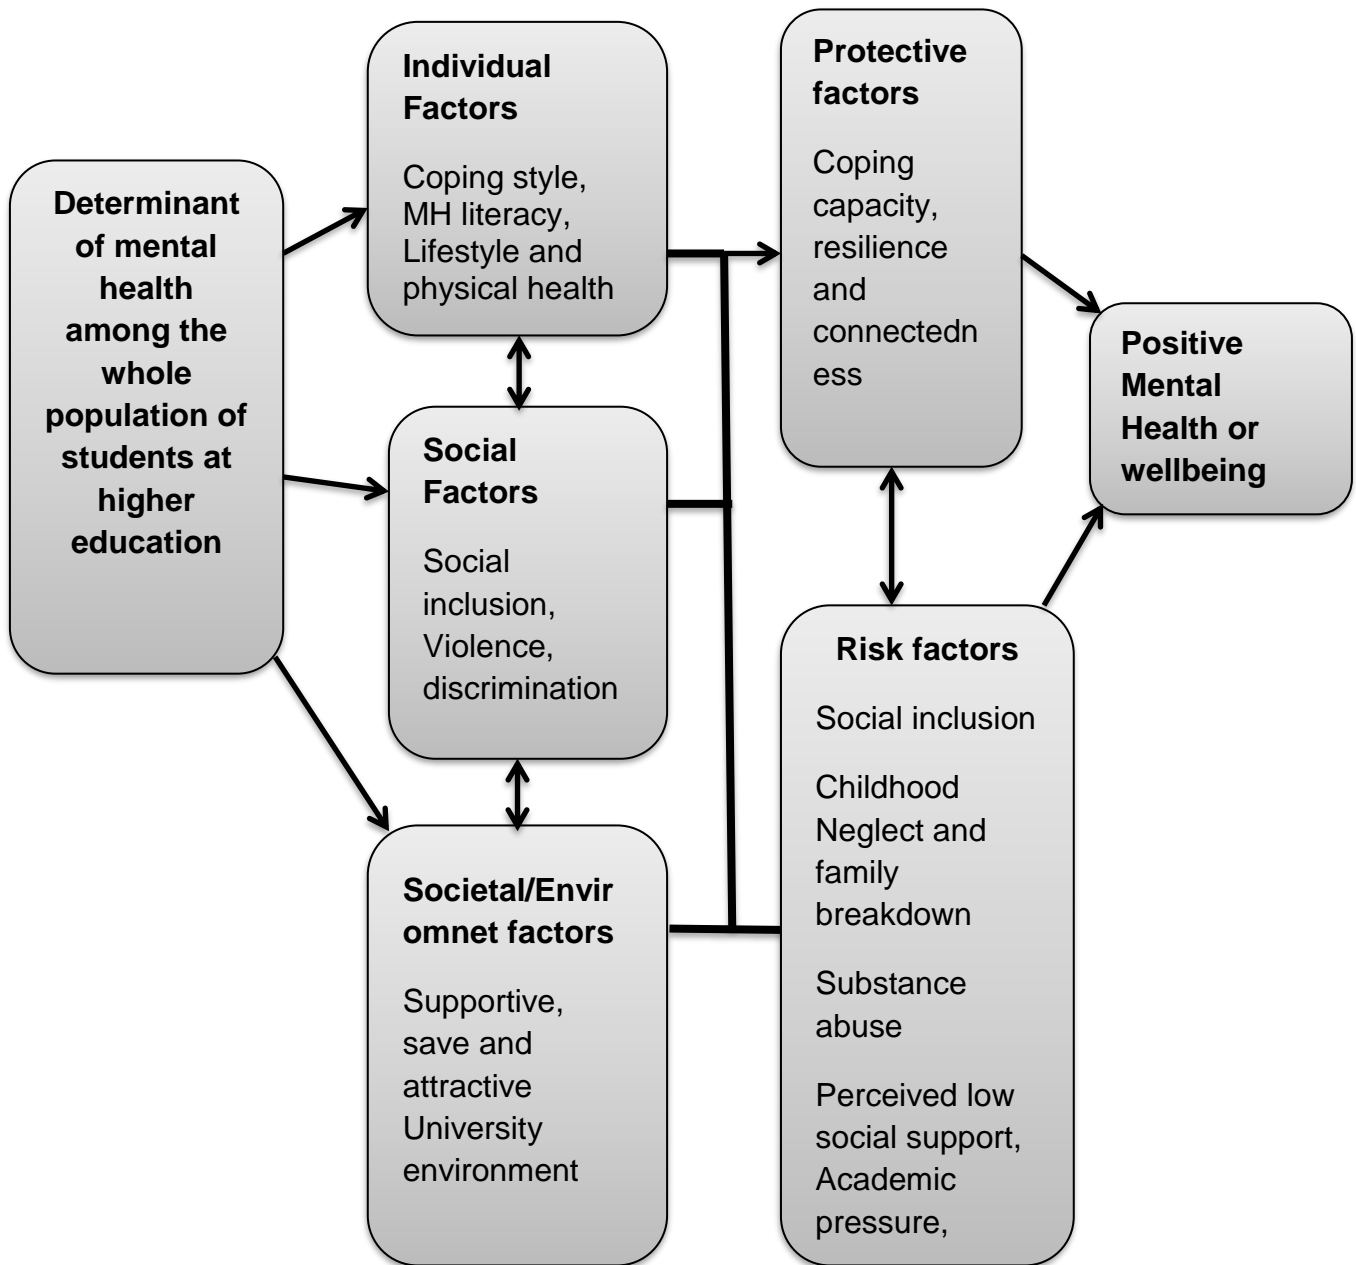 Determinant
of mental
health
among the
whole
population of
students at
higher
education
Individual
Factors
Coping style,
MH literacy,
Lifestyle and
physical health
Social
Factors
Social
inclusion,
Violence,
discrimination
Societal/Envir
omnet factors
Supportive,
save and
attractive
University
environment
Protective
factors
Coping
capacity,
resilience
and
connectedn
ess
Risk factors
Social inclusion
Childhood
Neglect and
family
breakdown
Substance
abuse
Perceived low
social support,
Academic
pressure,
Positive
Mental
Health or
wellbeing